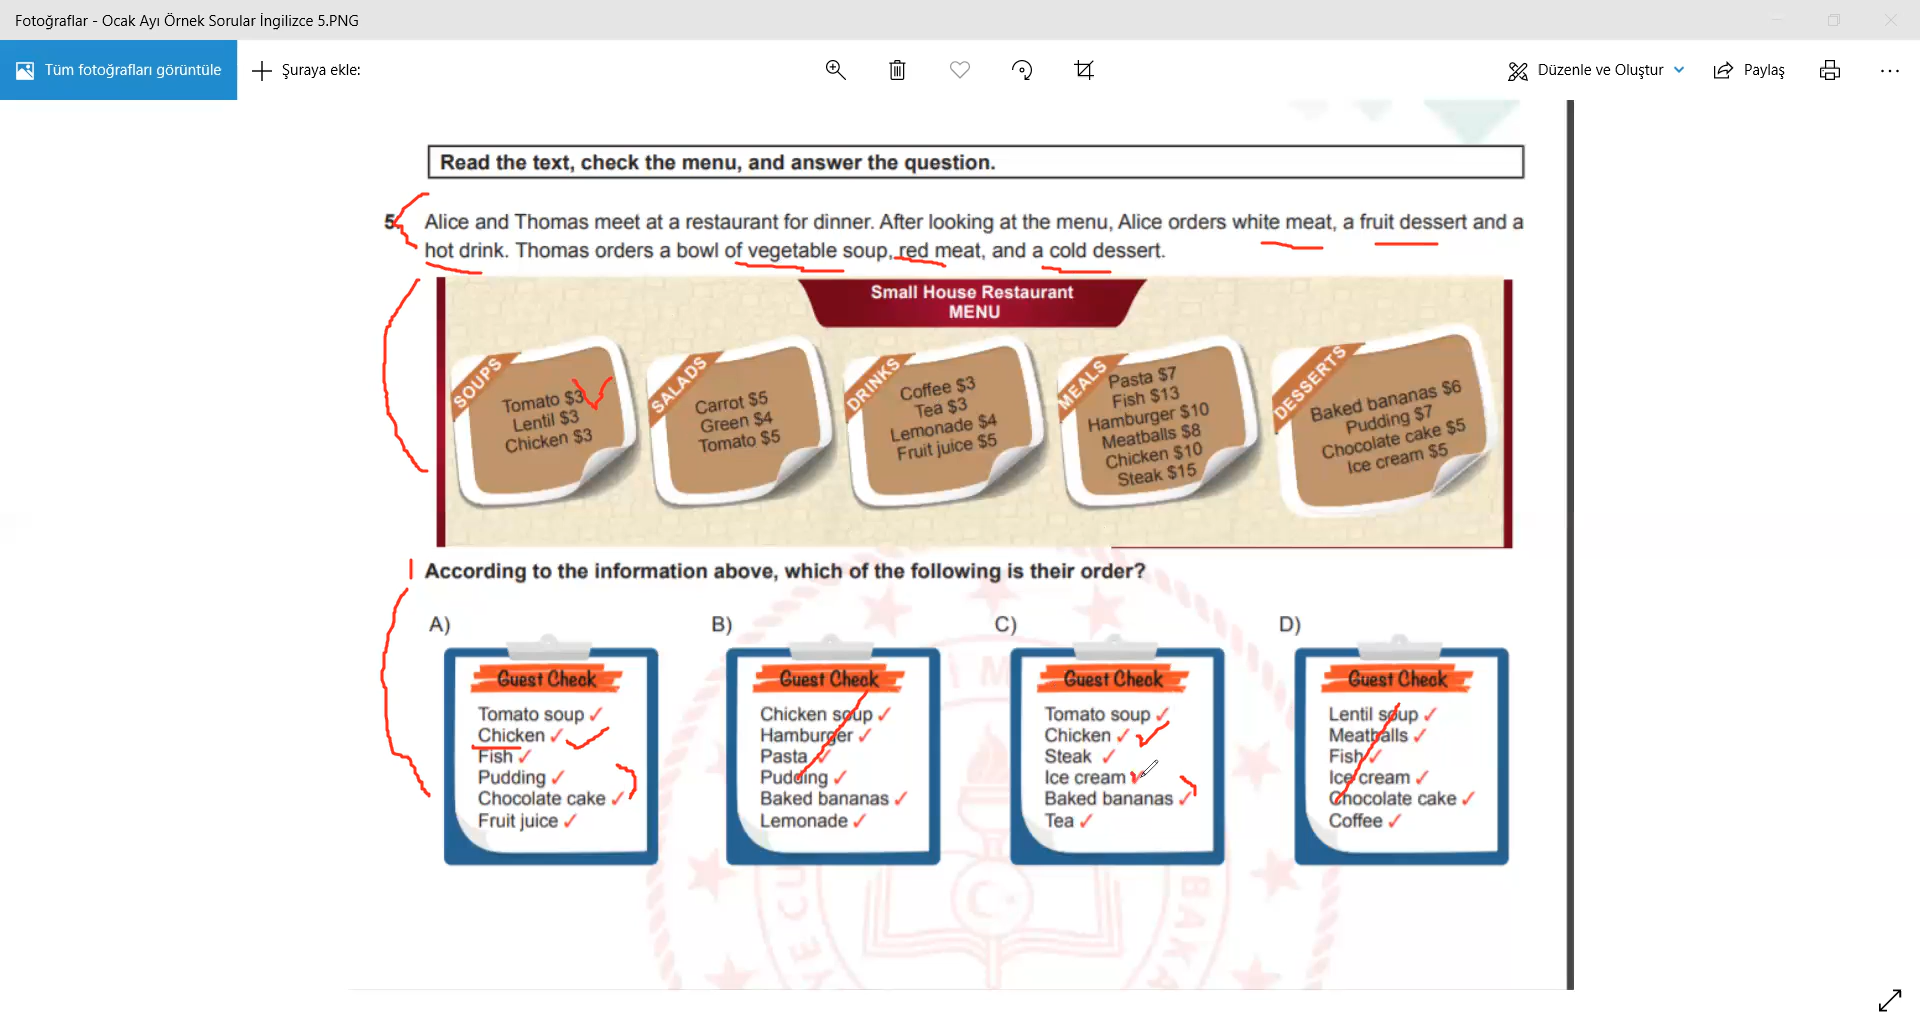 Fotoğraflar - Ocak Ayı Örnek Sorular İngilizce 5.PNG
Tüm fotoğrafları görüntüle
Şuraya ekle:
Düzenle ve Oluştur
Paylaş
Read the text, check the menu, and answer the question.
5
Alice and Thomas meet at a restaurant for dinner. After looking at the menu, Alice orders white meat, a fruit dessert and a
hot drink. Thomas orders a bowl of vegetable soup, red meat, and a cold dessert.
Small House Restaurant
MENU
SOUPS
Tomato $3
Lentil $3
Chicken $3
SALADS
Carrot $5
Green $4
Tomato $5
DRINKS
Coffee $3
Tea $3
Lemonade $4
Fruit juice $5
MEALS
Pasta $7
Fish $13
Hamburger $10
Meatballs $8
Chicken $10
Steak $15
DESSERTS
Baked bananas $6
Pudding $7
Chocolate cake $5
Ice cream $5
According to the information above, which of the following is their order?
A)
Guest Check
Tomato soup ✓
Chicken ✓
Fish ✓
Pudding ✓
Chocolate cake ✓
Fruit juice ✓
B)
Guest Check
Chicken soup ✓
Hamburger ✓
Pasta ✓
Pudding ✓
Baked bananas ✓
Lemonade ✓
C)
Guest Check
Tomato soup ✓
Chicken ✓
Steak ✓
Ice cream ✓
Baked bananas ✓
Tea ✓
D)
Guest Check
Lentil soup ✓
Meatballs ✓
Fish ✓
Ice cream ✓
Chocolate cake ✓
Coffee ✓